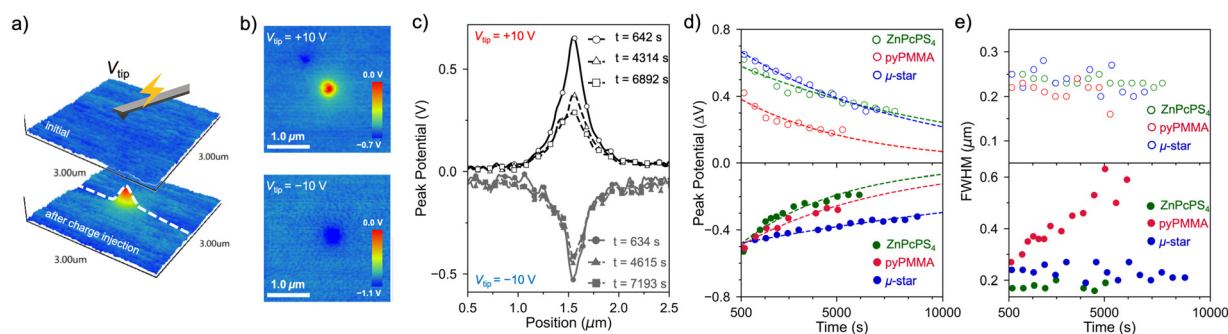 a)
V_tip
initial
3.00um
3.00um
after charge injection
3.00um
3.00um
b)
V_tip = +10 V
0.0 V
−0.7 V
1.0 μm
V_tip = −10 V
0.0 V
−1.1 V
1.0 μm
c)
V_tip = +10 V
t = 642 s
t = 4314 s
t = 6892 s
0.5
0.0
−0.5
Potential (V)
t = 634 s
t = 4615 s
t = 7193 s
V_tip = −10 V
0.5 1.0 1.5 2.0 2.5
Position (μm)
d)
0.8
0.4
0.0
−0.4
−0.8
Peak Potential (ΔV)
ZnPcPS₄
pyPMMA
μ-star
ZnPcPS₄
pyPMMA
μ-star
500 5000 10000
Time (s)
e)
0.3
0.2
0.6
0.4
0.2
FWHM (μm)
ZnPcPS₄
pyPMMA
μ-star
ZnPcPS₄
pyPMMA
μ-star
500 5000 10000
Time (s)